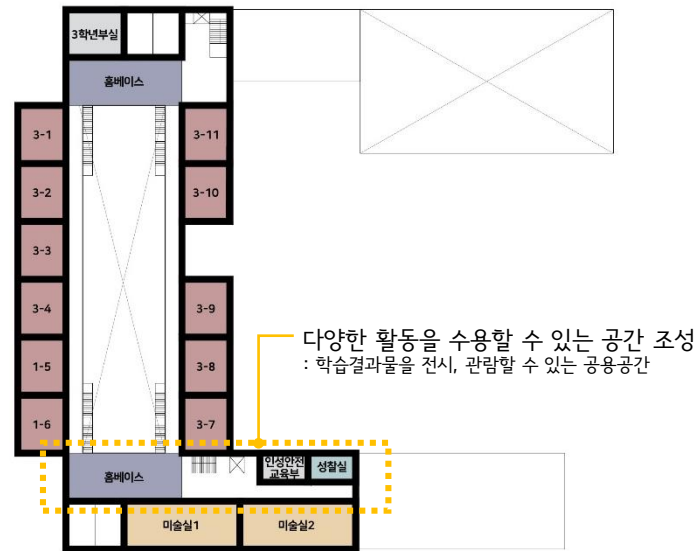 3학년부실
홈베이스
3-1
3-11
3-2
3-10
3-3
3-4
3-9
다양한 활동을 수용할 수 있는 공간 조성
: 학습결과물을 전시, 관람할 수 있는 공용공간
1-5
3-8
1-6
3-7
홈베이스
인성안전
교육부
성찰실
미술실1
미술실2